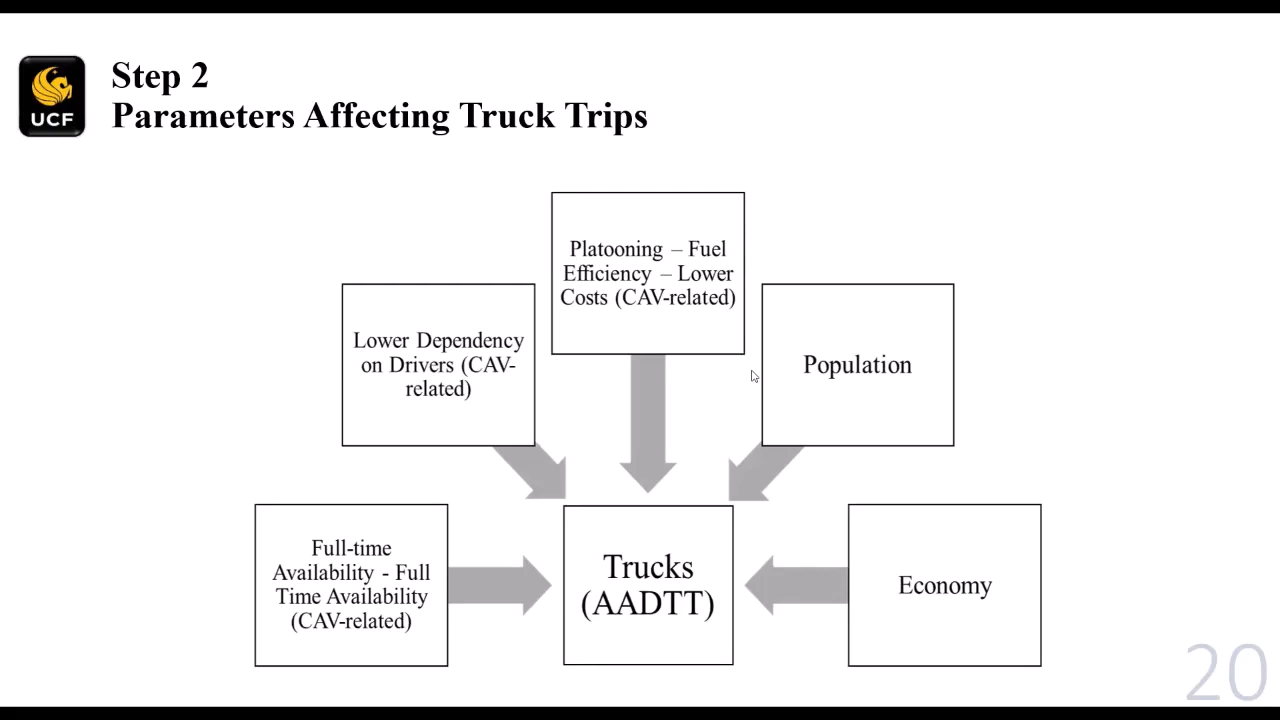 Step 2
Parameters Affecting Truck Trips
UCF
Platooning – Fuel
Efficiency – Lower
Costs (CAV-related)
Lower Dependency
on Drivers (CAV-
related)
Population
Full-time
Availability - Full
Time Availability
(CAV-related)
Trucks
(AADTT)
Economy
20